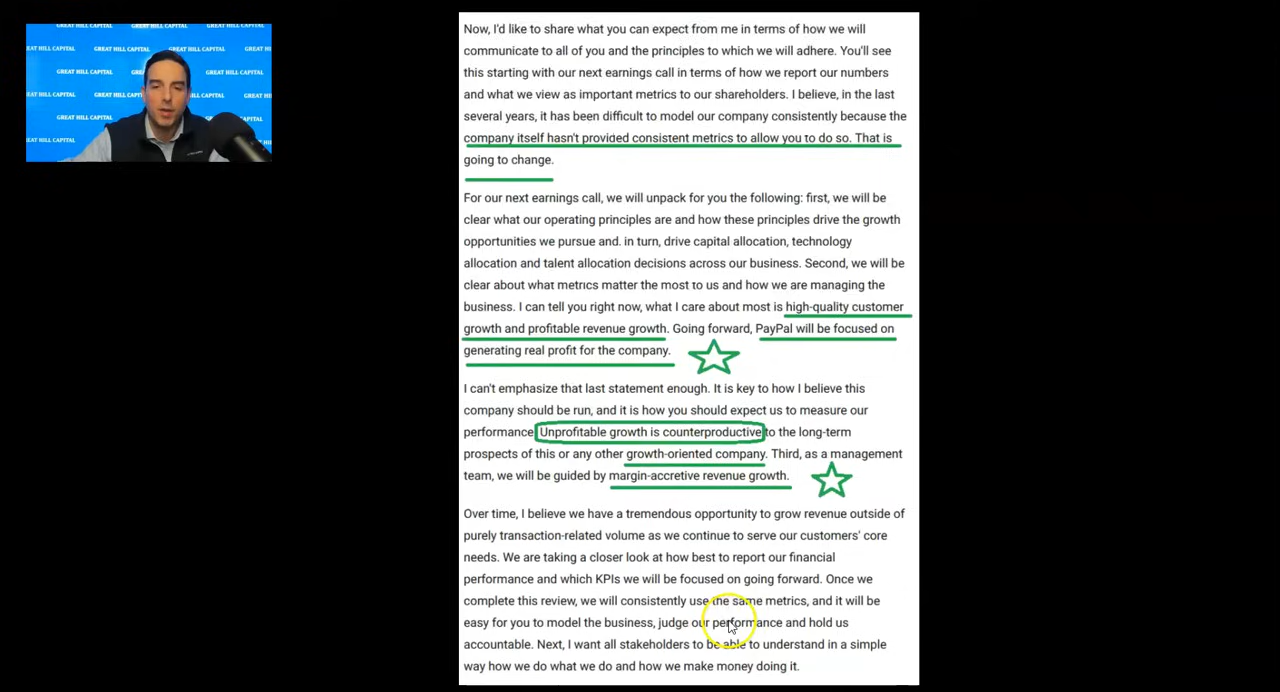 GREAT HILL CAPITAL
GREAT HILL CAPITAL
GREAT HILL CAPITAL
GREAT HILL CAPITAL
GREAT HILL CAPITAL
GREAT HILL CAPITAL
Now, I'd like to share what you can expect from me in terms of how we will
communicate to all of you and the principles to which we will adhere. You'll see
this starting with our next earnings call in terms of how we report our numbers
and what we view as important metrics to our shareholders. I believe, in the last
several years, it has been difficult to model our company consistently because the
company itself hasn't provided consistent metrics to allow you to do so. That is
going to change.
For our next earnings call, we will unpack for you the following: first, we will be
clear what our operating principles are and how these principles drive the growth
opportunities we pursue and. in turn, drive capital allocation, technology
allocation and talent allocation decisions across our business. Second, we will be
clear about what metrics matter the most to us and how we are managing the
business. I can tell you right now, what I care about most is high-quality customer
growth and profitable revenue growth. Going forward, PayPal will be focused on
generating real profit for the company.
I can't emphasize that last statement enough. It is key to how I believe this
company should be run, and it is how you should expect us to measure our
performance. Unprofitable growth is counterproductive to the long-term
prospects of this or any other growth-oriented company. Third, as a management
team, we will be guided by margin-accretive revenue growth.
Over time, I believe we have a tremendous opportunity to grow revenue outside of
purely transaction-related volume as we continue to serve our customers' core
needs. We are taking a closer look at how best to report our financial
performance and which KPIs we will be focused on going forward. Once we
complete this review, we will consistently use the same metrics, and it will be
easy for you to model the business, judge our performance and hold us
accountable. Next, I want all stakeholders to be able to understand in a simple
way how we do what we do and how we make money doing it.